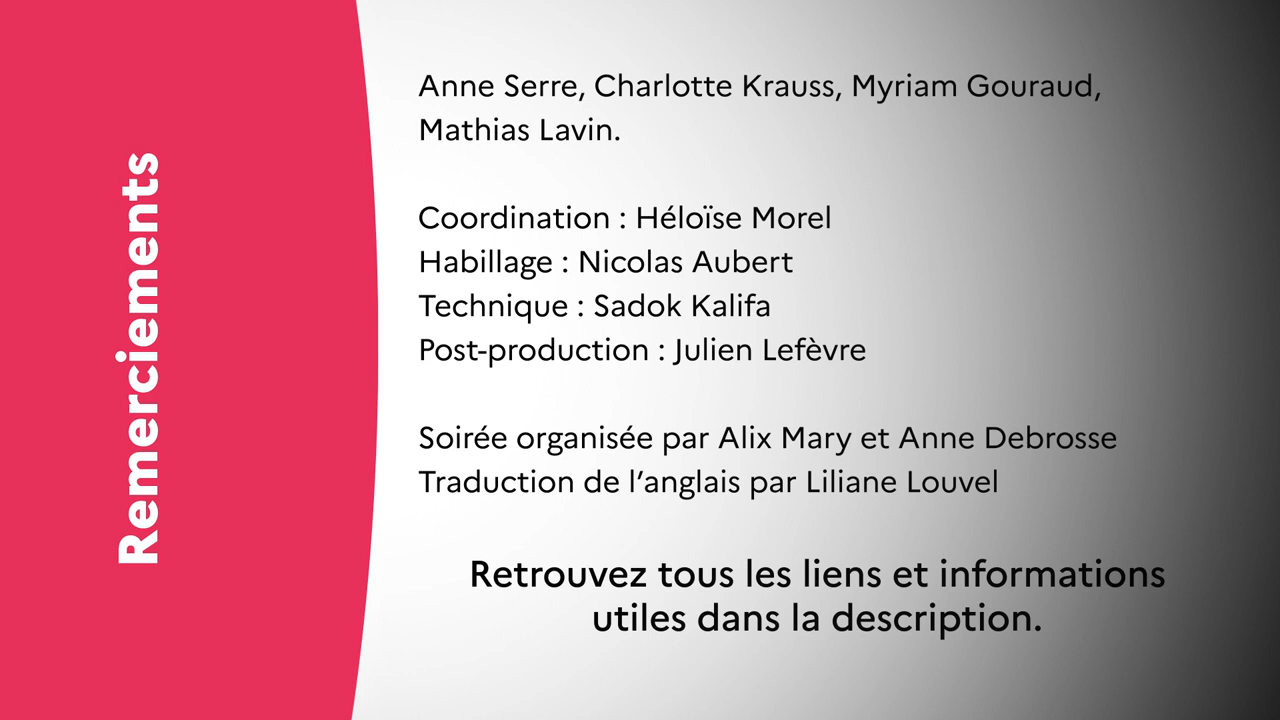 Remerciements
Anne Serre, Charlotte Krauss, Myriam Gouraud,
Mathias Lavin.
Coordination : Héloïse Morel
Habillage : Nicolas Aubert
Technique : Sadok Kalifa
Post-production : Julien Lefèvre
Soirée organisée par Alix Mary et Anne Debrosse
Traduction de l’anglais par Liliane Louvel
Retrouvez tous les liens et informations
utiles dans la description.